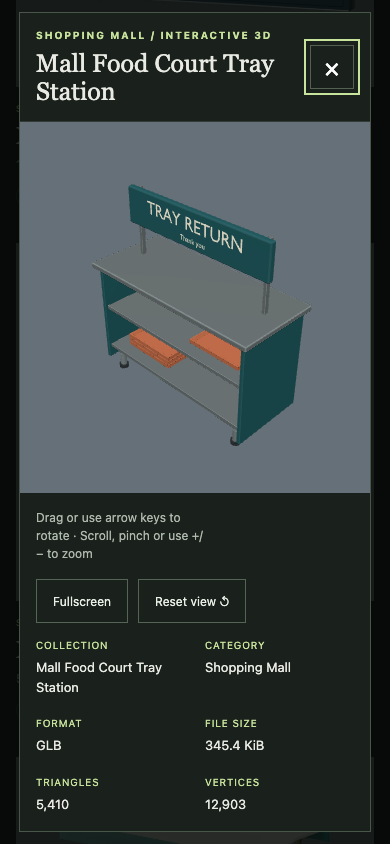 SHOPPING MALL / INTERACTIVE 3D
Mall Food Court Tray
Station
×
TRAY RETURN
Thank you
Drag or use arrow keys to
rotate · Scroll, pinch or use +/
− to zoom
Fullscreen
Reset view ↺
COLLECTION
Mall Food Court Tray
Station
CATEGORY
Shopping Mall
FORMAT
GLB
FILE SIZE
345.4 KiB
TRIANGLES
5,410
VERTICES
12,903